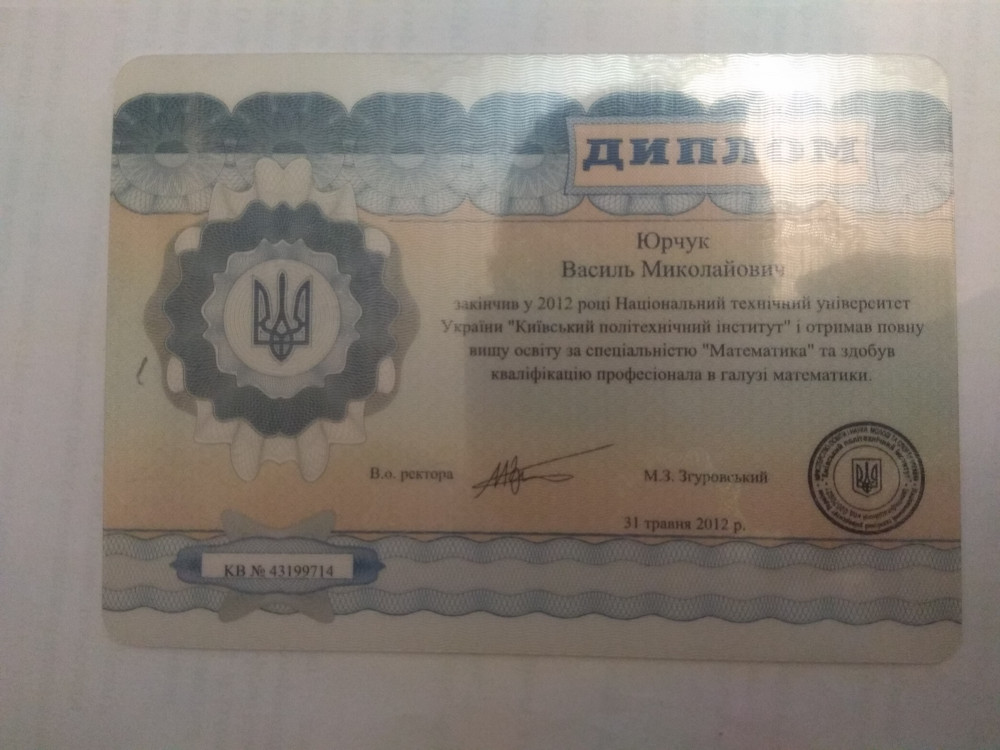 ДИПЛОМ
Юрчук
Василь Миколайович
закінчив у 2012 році Національний технічний університет
України "Київський політехнічний інститут" і отримав повну
вищу освіту за спеціальністю "Математика" та здобув
кваліфікацію професіонала в галузі математики.
В.о. ректора
М.З. Згуровський
31 травня 2012 р.
КВ № 43199714